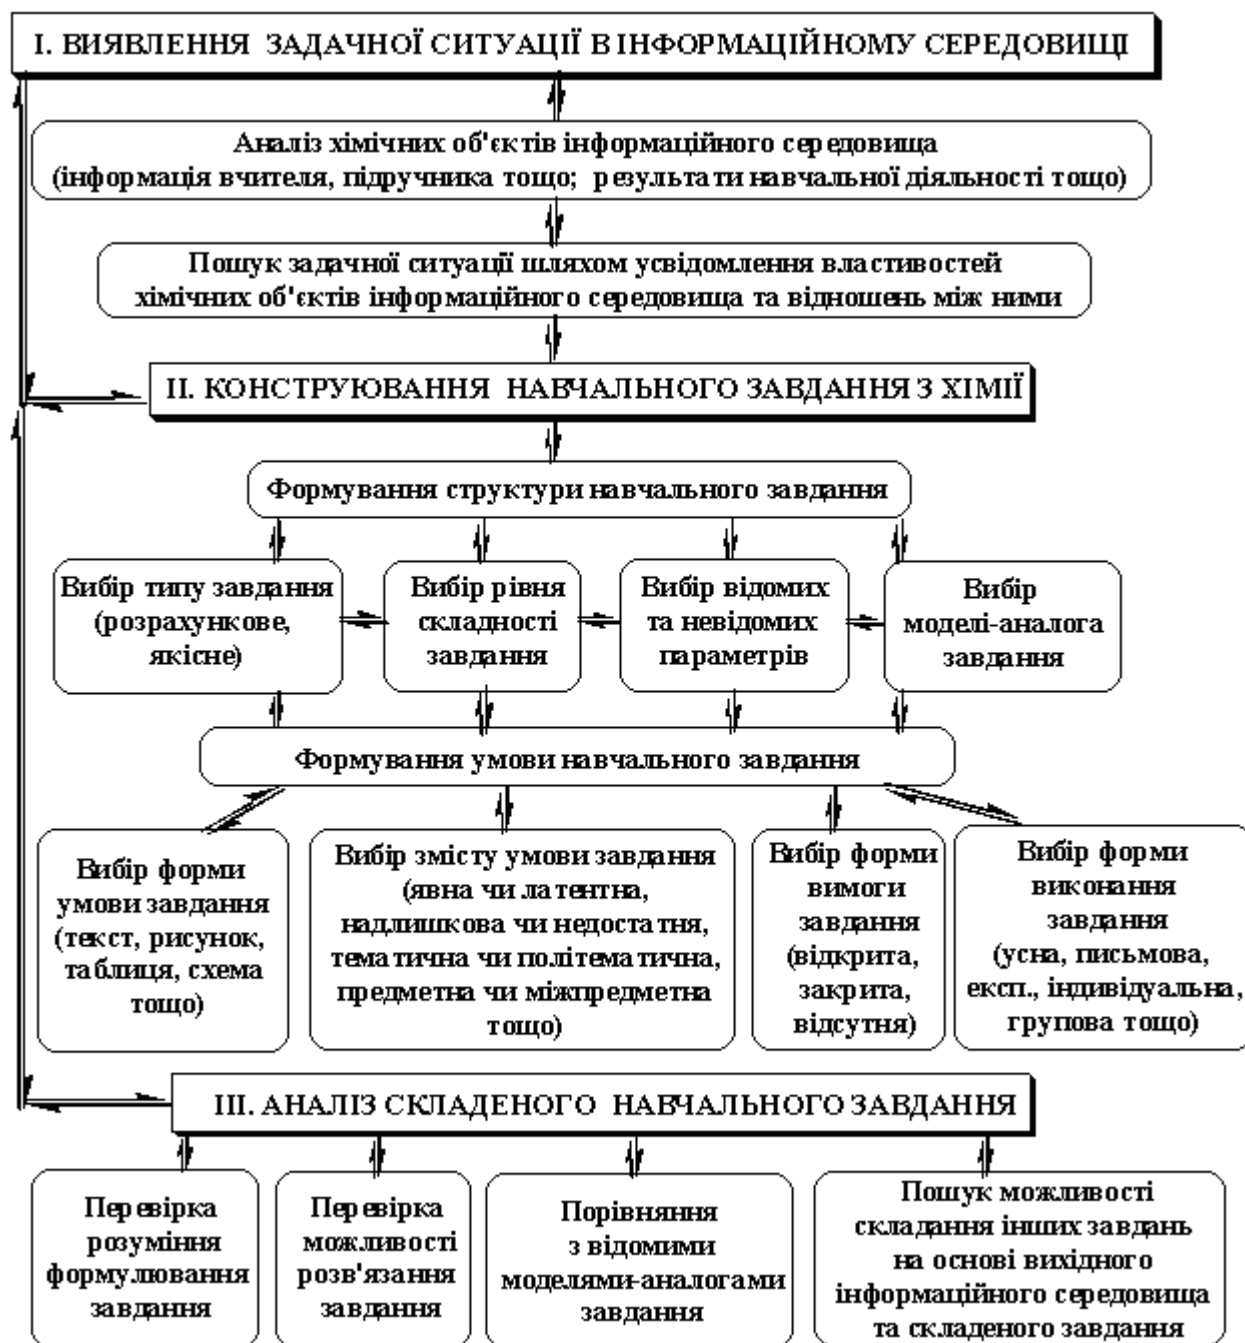 І. ВИЯВЛЕННЯ ЗАДАЧНОЇ СИТУАЦІЇ В ІНФОРМАЦІЙНОМУ СЕРЕДОВИЩІ
Аналіз хімічних об'єктів інформаційного середовища
(інформація вчителя, підручника тощо; результати навчальної діяльності тощо)
Пошук задачної ситуації шляхом усвідомлення властивостей
хімічних об'єктів інформаційного середовища та відношень між ними
ІІ. КОНСТРУЮВАННЯ НАВЧАЛЬНОГО ЗАВДАННЯ З ХІМІЇ
Формування структури навчального завдання
Вибір типу завдання
(розрахункове,
якісне)
Вибір рівня
складності
завдання
Вибір відомих
та невідомих
параметрів
Вибір
моделі-аналога
завдання
Формування умови навчального завдання
Вибір форми
умови завдання
(текст, рисунок,
таблиця, схема
тощо)
Вибір змісту умови завдання
(явна чи латентна,
надлишкова чи недостатня,
тематична чи політематична,
предметна чи міжпредметна
тощо)
Вибір форми
вимоги
завдання
(відкрита,
закрита,
відсутня)
Вибір форми
виконання
завдання
(усна, письмова,
експ., індивідуальна,
групова тощо)
ІІІ. АНАЛІЗ СКЛАДЕНОГО НАВЧАЛЬНОГО ЗАВДАННЯ
Перевірка
розуміння
формулювання
завдання
Перевірка
можливості
розв'язання
завдання
Порівняння
з відомими
моделями-аналогами
завдання
Пошук можливості
складання інших завдань
на основі вихідного
інформаційного середовища
та складеного завдання